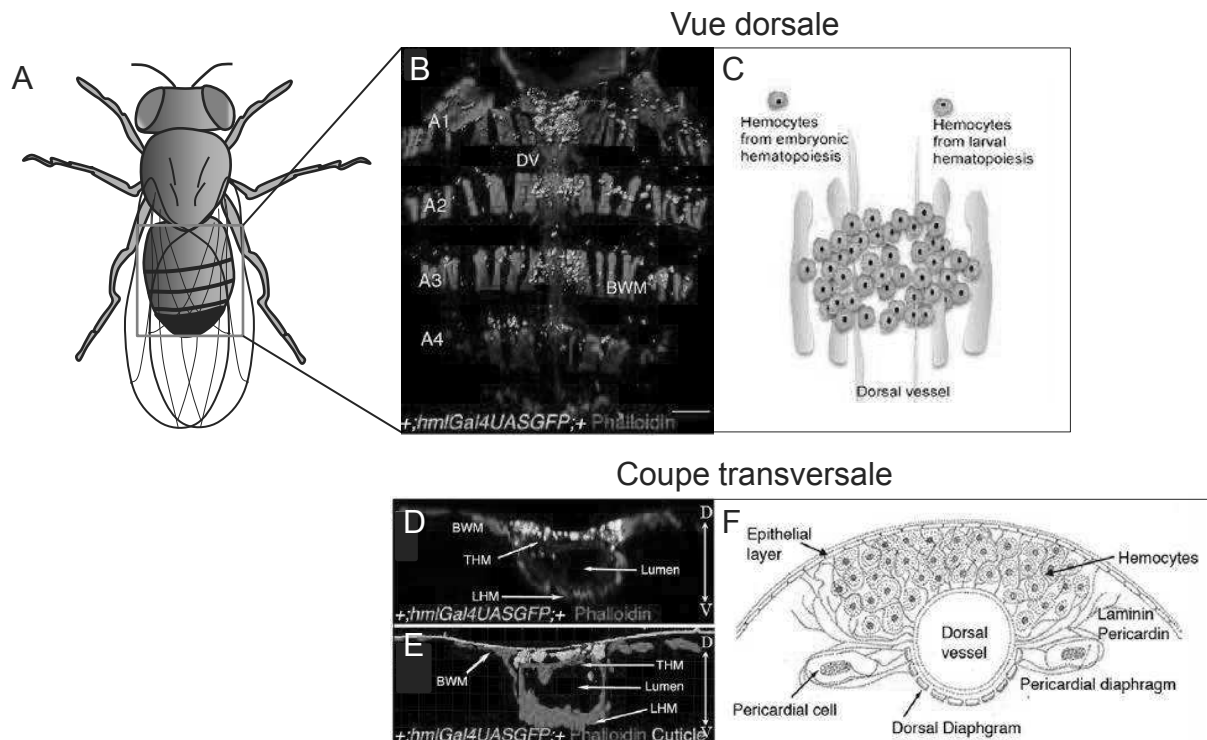 Vue dorsale
A
B
A1
DV
A2
A3
BWM
A4
+;hmlGal4UASGFP;+ Phalloidin
C
Hemocytes
from embryonic
hematopoiesis
Hemocytes
from larval
hematopoiesis
Dorsal vessel
Coupe transversale
D
BWM
THM
Lumen
LHM
D
V
+;hmlGal4UASGFP;+ Phalloidin
E
BWM
THM
Lumen
LHM
D
V
+;hmlGal4UASGFP;+ Phalloidin Cuticle
F
Epithelial
layer
Hemocytes
Laminin
Pericardin
Dorsal
vessel
Pericardial diaphragm
Pericardial cell
Dorsal Diaphgram